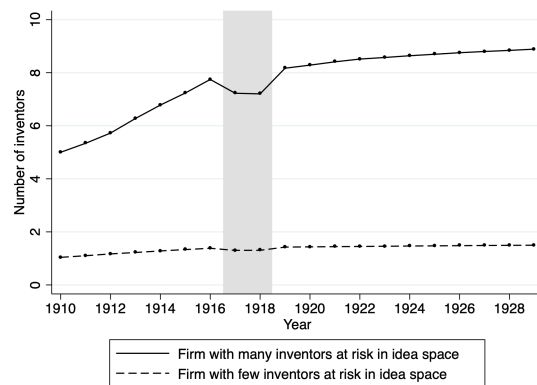 10
8
6
4
2
0
Number of inventors
1910 1912 1914 1916 1918 1920 1922 1924 1926 1928
Year
Firm with many inventors at risk in idea space
Firm with few inventors at risk in idea space